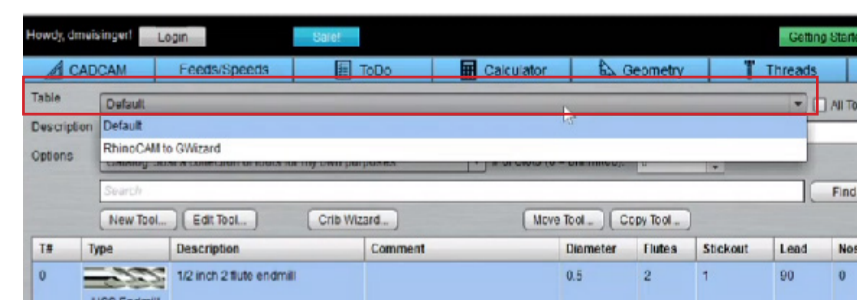 Howdy, dmeisinger! Login Sale! Getting Starte
CADCAM Feeds/Speeds ToDo Calculator Geometry Threads
Table Default All To
Description Default
RhinoCAM to GWizard
Options
Search Find
New Tool... Edit Tool... Crib Wizard... Move Tool... Copy Tool...
T# Type Description Comment Diameter Flutes Stickout Lead Nos
0 1/2 inch 2 flute endmill 0.5 2 1 90 0